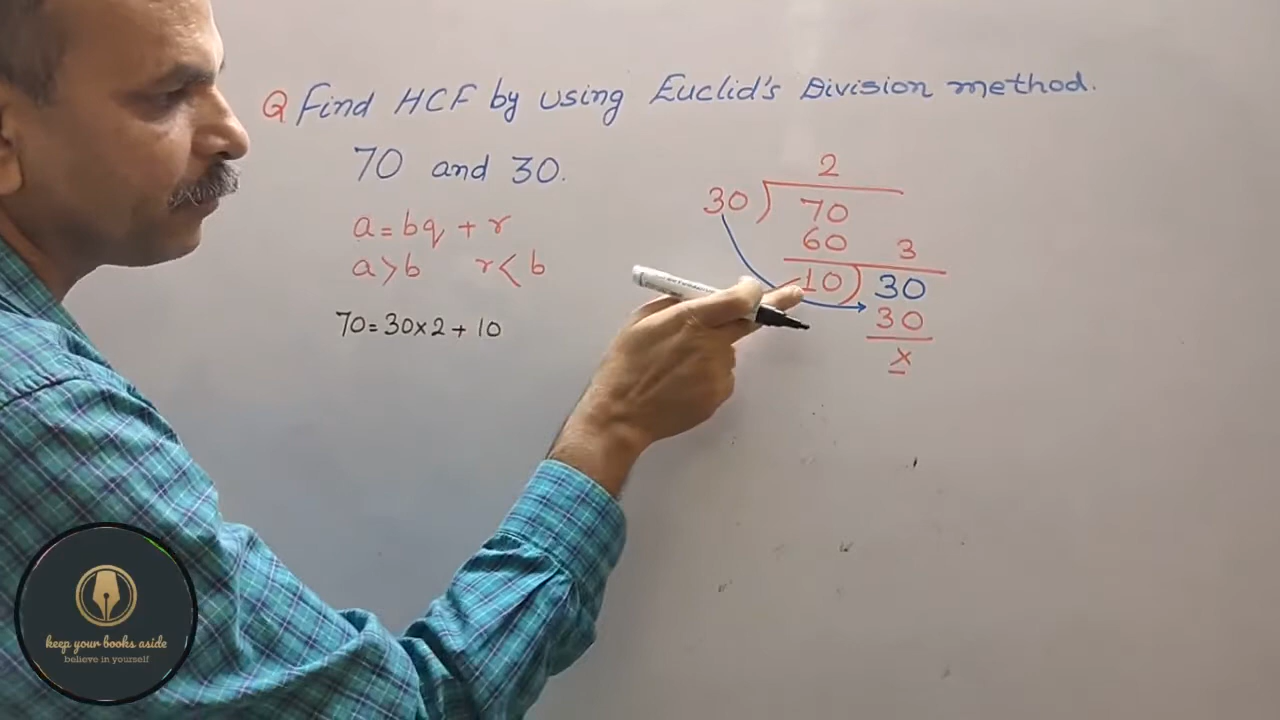 Q Find HCF by using Euclid's Division method.
70 and 30.
a = bq + r
a > b r < b
70 = 30 × 2 + 10
2
30 ) 70
60 3
10 ) 30
30
x
keep your books aside
believe in yourself